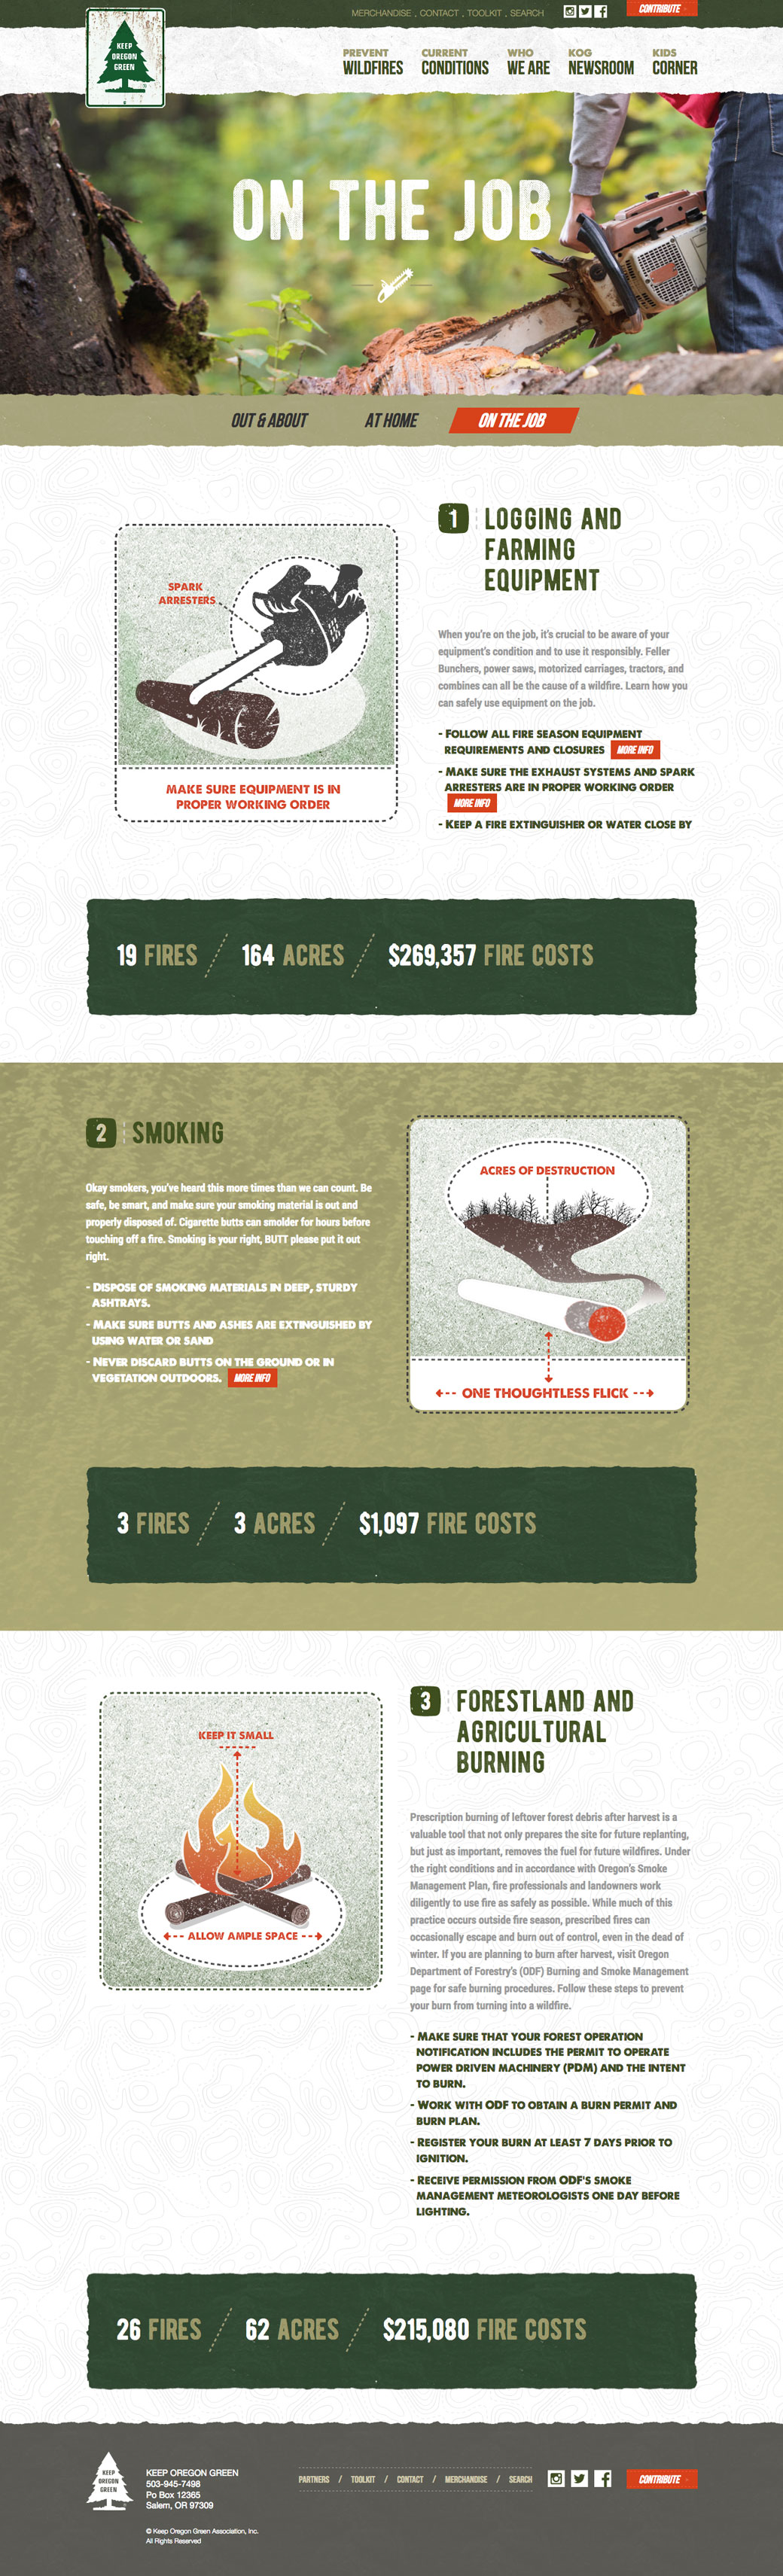 MERCHANDISE . CONTACT . TOOLKIT . SEARCH
CONTRIBUTE
KEEP
OREGON
GREEN
PREVENT
WILDFIRES
CURRENT
CONDITIONS
WHO
WE ARE
KOG
NEWSROOM
KIDS
CORNER
ON THE JOB
OUT & ABOUT
AT HOME
ON THE JOB
1 LOGGING AND
FARMING
EQUIPMENT
SPARK
ARRESTERS
MAKE SURE EQUIPMENT IS IN
PROPER WORKING ORDER
When you're on the job, it's crucial to be aware of your
equipment's condition and to use it responsibly. Feller
Bunchers, power saws, motorized carriages, tractors, and
combines can all be the cause of a wildfire. Learn how you
can safely use equipment on the job.
- FOLLOW ALL FIRE SEASON EQUIPMENT
REQUIREMENTS AND CLOSURES MORE INFO
- MAKE SURE THE EXHAUST SYSTEMS AND SPARK
ARRESTERS ARE IN PROPER WORKING ORDER
MORE INFO
- KEEP A FIRE EXTINGUISHER OR WATER CLOSE BY
19 FIRES / 164 ACRES / $269,357 FIRE COSTS
2 SMOKING
Okay smokers, you've heard this more times than we can count. Be
safe, be smart, and make sure your smoking material is out and
properly disposed of. Cigarette butts can smolder for hours before
touching off a fire. Smoking is your right, BUTT please put it out
right.
- DISPOSE OF SMOKING MATERIALS IN DEEP, STURDY
ASHTRAYS.
- MAKE SURE BUTTS AND ASHES ARE EXTINGUISHED BY
USING WATER OR SAND
- NEVER DISCARD BUTTS ON THE GROUND OR IN
VEGETATION OUTDOORS. MORE INFO
ACRES OF DESTRUCTION
ONE THOUGHTLESS FLICK
3 FIRES / 3 ACRES / $1,097 FIRE COSTS
KEEP IT SMALL
ALLOW AMPLE SPACE
3 FORESTLAND AND
AGRICULTURAL
BURNING
Prescription burning of leftover forest debris after harvest is a
valuable tool that not only prepares the site for future replanting,
but just as important, removes the fuel for future wildfires. Under
the right conditions and in accordance with Oregon's Smoke
Management Plan, fire professionals and landowners work
diligently to use fire as safely as possible. While much of this
practice occurs outside fire season, prescribed fires can
occasionally escape and burn out of control, even in the dead of
winter. If you are planning to burn after harvest, visit Oregon
Department of Forestry's (ODF) Burning and Smoke Management
page for safe burning procedures. Follow these steps to prevent
your burn from turning into a wildfire.
- MAKE SURE THAT YOUR FOREST OPERATION
NOTIFICATION INCLUDES THE PERMIT TO OPERATE
POWER DRIVEN MACHINERY (PDM) AND THE INTENT
TO BURN.
- WORK WITH ODF TO OBTAIN A BURN PERMIT AND
BURN PLAN.
- REGISTER YOUR BURN AT LEAST 7 DAYS PRIOR TO
IGNITION.
- RECEIVE PERMISSION FROM ODF'S SMOKE
MANAGEMENT METEOROLOGISTS ONE DAY BEFORE
LIGHTING.
26 FIRES / 62 ACRES / $215,080 FIRE COSTS
KEEP
OREGON
GREEN
KEEP OREGON GREEN
503-945-7498
Po Box 12365
Salem, OR 97309
© Keep Oregon Green Association, Inc.
All Rights Reserved
PARTNERS / TOOLKIT / CONTACT / MERCHANDISE / SEARCH
CONTRIBUTE